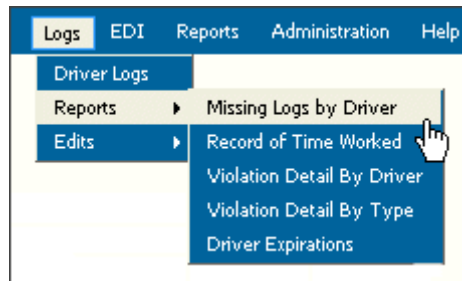 Logs EDI Reports Administration Help
Driver Logs
Reports Missing Logs by Driver
Edits Record of Time Worked
Violation Detail By Driver
Violation Detail By Type
Driver Expirations